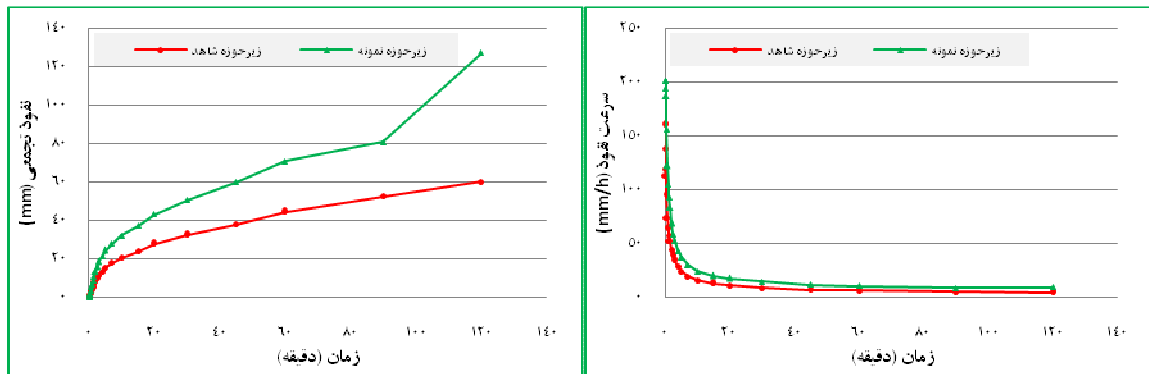 ۱۴۰
۱۲۰
۱۰۰
۸۰
۶۰
۴۰
۲۰
۰
زیرحوزه شاهد
زیرحوزه نمونه
نفوذ تجمعی (mm)
۰ ۲۰ ۴۰ ۶۰ ۸۰ ۱۰۰ ۱۲۰ ۱۴۰
زمان (دقیقه)
۲۵۰
۲۰۰
۱۵۰
۱۰۰
۵۰
۰
زیرحوزه شاهد
زیرحوزه نمونه
سرعت نفوذ (mm/h)
۰ ۲۰ ۴۰ ۶۰ ۸۰ ۱۰۰ ۱۲۰ ۱۴۰
زمان (دقیقه)